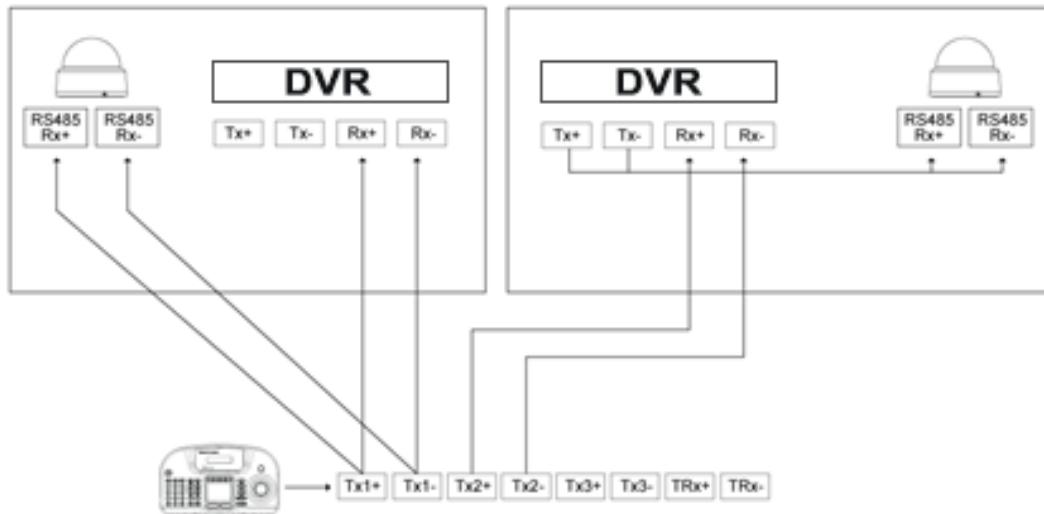 DVR
DVR
RS485
Rx+
RS485
Rx-
RS485
Rx+
RS485
Rx-
Tx+
Tx-
Rx+
Rx-
Tx+
Tx-
Rx+
Rx-
Tx1+
Tx1-
Tx2+
Tx2-
Tx3+
Tx3-
TRx+
TRx-